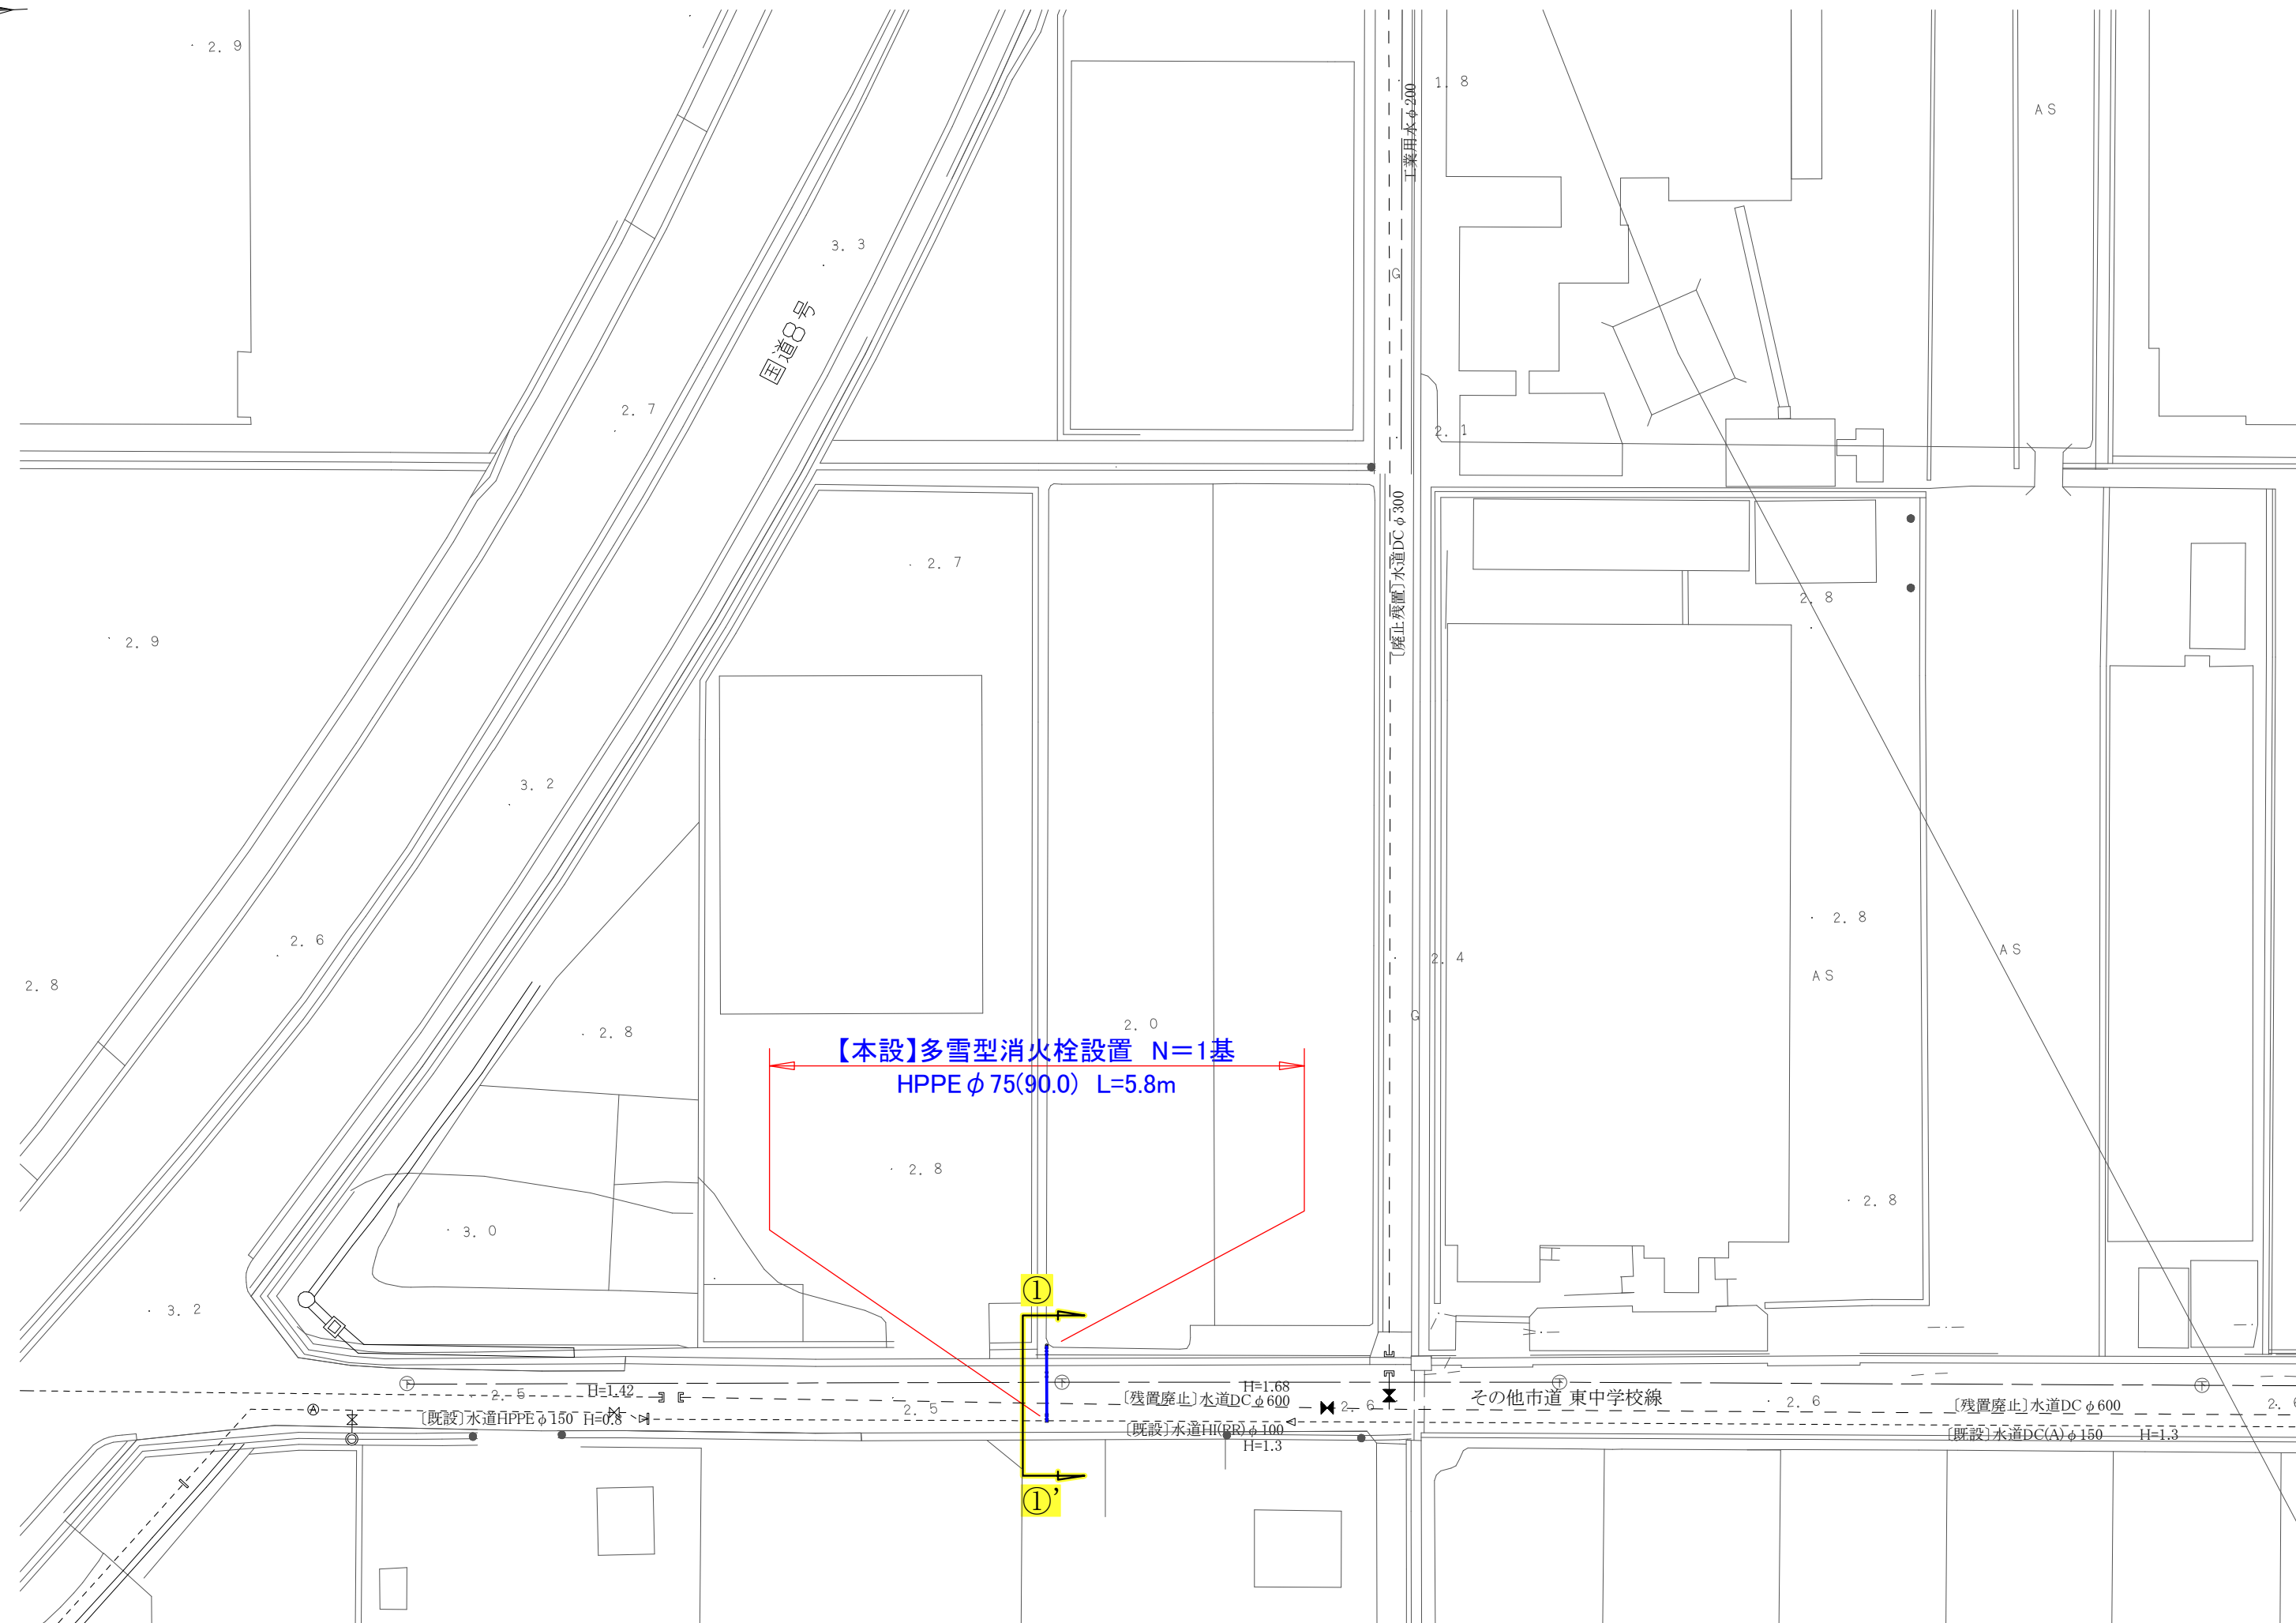 2. 9
1. 8
工業用水φ200
AS
3. 3
G
国道8号
2. 7
2. 1
〔廃止残置〕水道DCφ300
2. 7
2. 8
2. 9
3. 2
2. 8
2. 6
2. 4
AS
AS
2. 8
G
2. 0
2. 8
【本設】多雪型消火栓設置 N=1基
HPPEφ75(90.0) L=5.8m
2. 8
2. 8
3. 0
3. 2
①
下
下
下
下
H=1.42
2. 5
H=1.68
〔残置廃止〕水道DCφ600
その他市道 東中学校線
2. 6
2. 6
〔残置廃止〕水道DCφ600
2. 6
A
〔既設〕水道HPPEφ150 H=0.8
2. 5
〔既設〕水道HI(RR)φ100
H=1.3
〔既設〕水道DC(A)φ150 H=1.3
①’